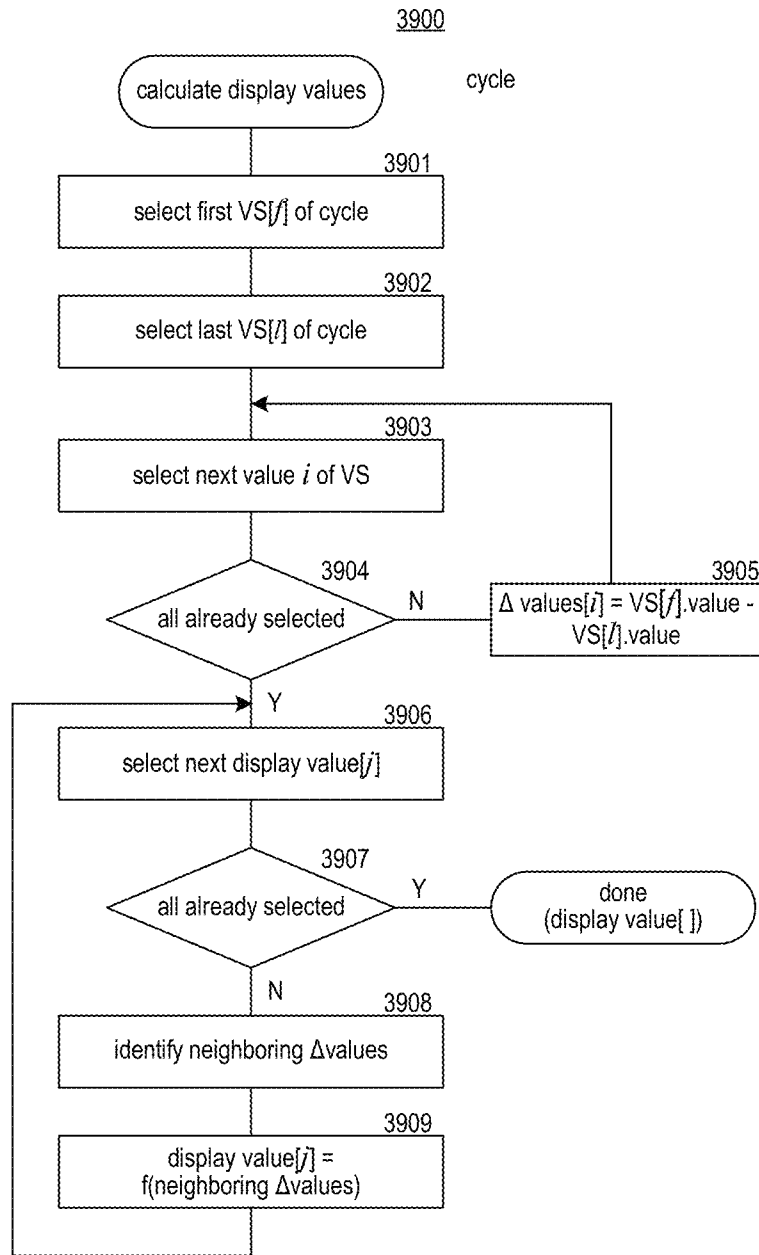 3900
calculate display values
cycle
3901
select first VS[f] of cycle
3902
select last VS[l] of cycle
3903
select next value i of VS
3904
all already selected
N
3905
Δ values[i] = VS[f].value -
VS[l].value
Y
3906
select next display value[j]
3907
all already selected
Y
done
(display value[ ])
N
3908
identify neighboring Δvalues
3909
display value[j] =
f(neighboring Δvalues)